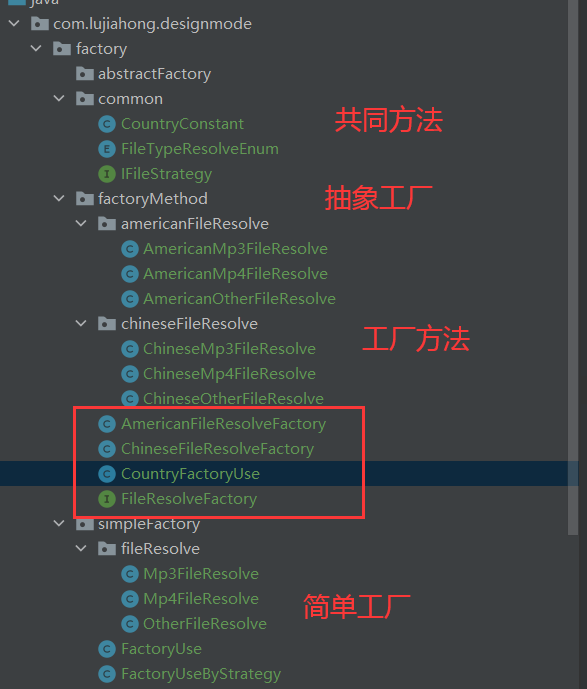 java
com.lujiahong.designmode
factory
abstractFactory
common
CountryConstant
共同方法
FileTypeResolveEnum
IFileStrategy
抽象工厂
factoryMethod
americanFileResolve
AmericanMp3FileResolve
AmericanMp4FileResolve
AmericanOtherFileResolve
chineseFileResolve
工厂方法
ChineseMp3FileResolve
ChineseMp4FileResolve
ChineseOtherFileResolve
AmericanFileResolveFactory
ChineseFileResolveFactory
CountryFactoryUse
FileResolveFactory
simpleFactory
fileResolve
Mp3FileResolve
Mp4FileResolve
简单工厂
OtherFileResolve
FactoryUse
FactoryUseByStrategy